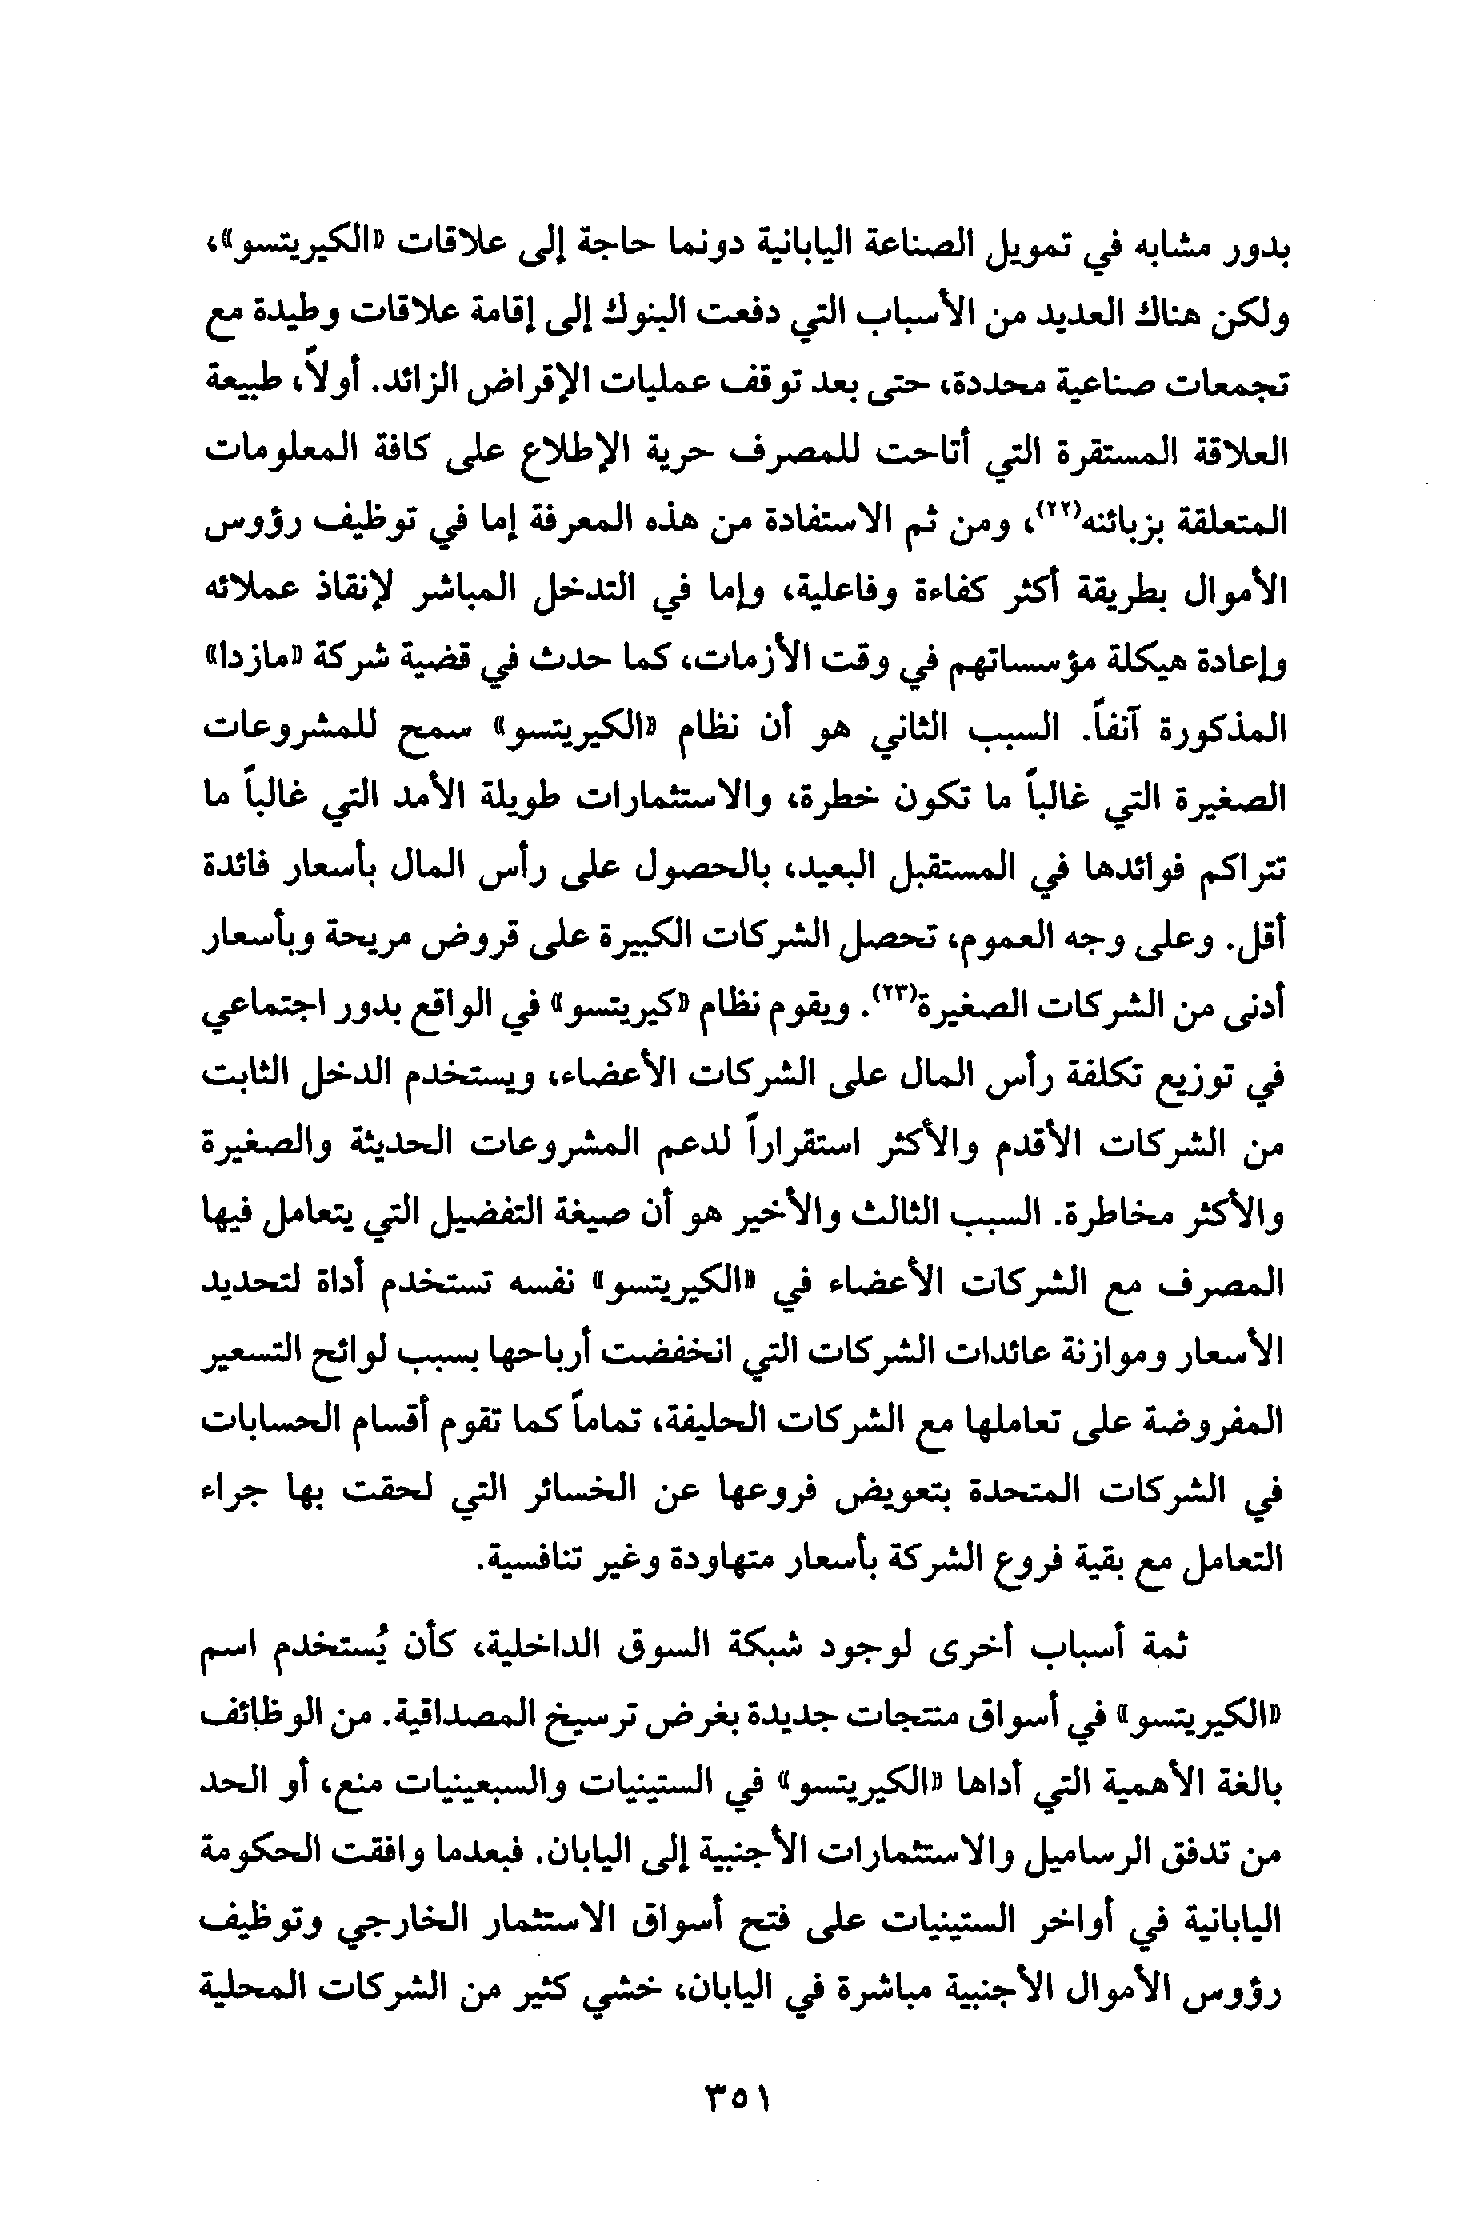 بدور مشابه في تمويل الصناعة اليابانية دونما حاجة إلى علاقات «الكيريتسو»،
ولكن هناك العديد من الأسباب التي دفعت البنوك إلى إقامة علاقات وطيدة مع
تجمعات صناعية محددة، حتى بعد توقف عمليات الإقراض الزائد. أولاً، طبيعة
العلاقة المستقرة التي أتاحت للمصرف حرية الإطلاع على كافة المعلومات
المتعلقة بزبائنه(٢٢)، ومن ثم الاستفادة من هذه المعرفة إما في توظيف رؤوس
الأموال بطريقة أكثر كفاءة وفاعلية، وإما في التدخل المباشر لإنقاذ عملائه
وإعادة هيكلة مؤسساتهم في وقت الأزمات، كما حدث في قضية شركة «مازدا»
المذكورة آنفاً. السبب الثاني هو أن نظام «الكيريتسو» سمح للمشروعات
الصغيرة التي غالباً ما تكون خطرة، والاستثمارات طويلة الأمد التي غالباً ما
تتراكم فوائدها في المستقبل البعيد، بالحصول على رأس المال بأسعار فائدة
أقل. وعلى وجه العموم، تحصل الشركات الكبيرة على قروض مريحة وبأسعار
أدنى من الشركات الصغيرة(٢٣). ويقوم نظام «كيريتسو» في الواقع بدور اجتماعي
في توزيع تكلفة رأس المال على الشركات الأعضاء، ويستخدم الدخل الثابت
من الشركات الأقدم والأكثر استقراراً لدعم المشروعات الحديثة والصغيرة
والأكثر مخاطرة. السبب الثالث والأخير هو أن صيغة التفضيل التي يتعامل فيها
المصرف مع الشركات الأعضاء في «الكيريتسو» نفسه تستخدم أداة لتحديد
الأسعار وموازنة عائدات الشركات التي انخفضت أرباحها بسبب لوائح التسعير
المفروضة على تعاملها مع الشركات الحليفة، تماماً كما تقوم أقسام الحسابات
في الشركات المتحدة بتعويض فروعها عن الخسائر التي لحقت بها جراء
التعامل مع بقية فروع الشركة بأسعار متهاودة وغير تنافسية.
ثمة أسباب أخرى لوجود شبكة السوق الداخلية، كأن يُستخدم اسم
«الكيريتسو» في أسواق منتجات جديدة بغرض ترسيخ المصداقية. من الوظائف
بالغة الأهمية التي أداها «الكيريتسو» في الستينيات والسبعينيات منع، أو الحد
من تدفق الرساميل والاستثمارات الأجنبية إلى اليابان. فبعدما وافقت الحكومة
اليابانية في أواخر الستينيات على فتح أسواق الاستثمار الخارجي وتوظيف
رؤوس الأموال الأجنبية مباشرة في اليابان، خشي كثير من الشركات المحلية
٣٥١